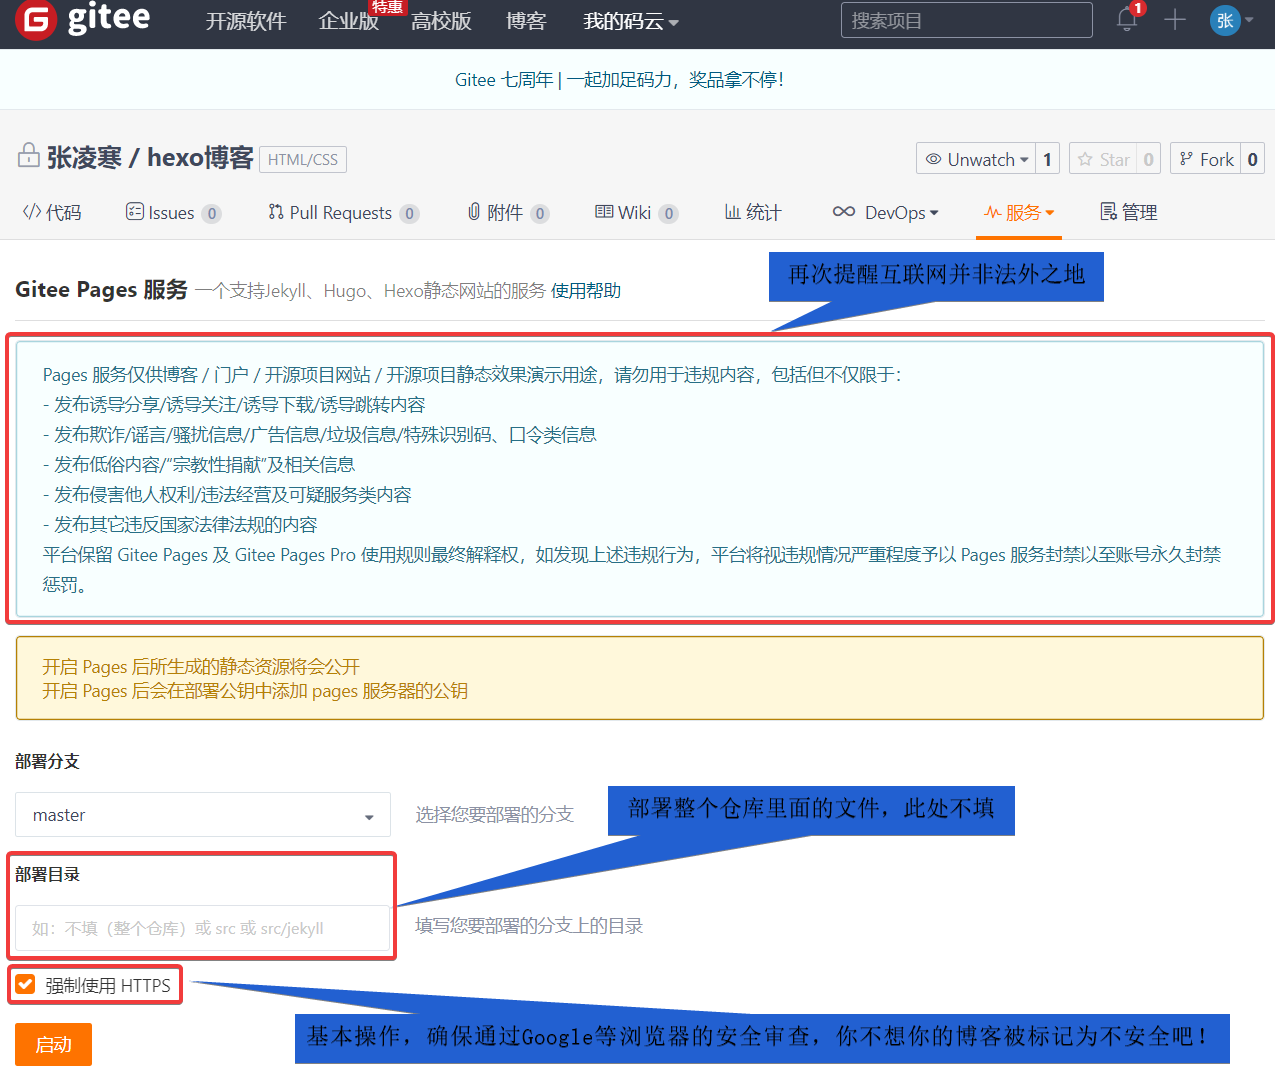 gitee 开源软件 企业版 特惠 高校版 博客 我的码云 搜索项目 1 张
Gitee 七周年 | 一起加足码力，奖品拿不停！
张凌寒 / hexo博客 HTML/CSS Unwatch 1 Star 0 Fork 0
代码 Issues 0 Pull Requests 0 附件 0 Wiki 0 统计 DevOps 服务 管理
再次提醒互联网并非法外之地
Gitee Pages 服务 一个支持Jekyll、Hugo、Hexo静态网站的服务 使用帮助
Pages 服务仅供博客 / 门户 / 开源项目网站 / 开源项目静态效果演示用途，请勿用于违规内容，包括但不仅限于：
- 发布诱导分享/诱导关注/诱导下载/诱导跳转内容
- 发布欺诈/谣言/骚扰信息/广告信息/垃圾信息/特殊识别码、口令类信息
- 发布低俗内容/“宗教性捐献”及相关信息
- 发布侵害他人权利/违法经营及可疑服务类内容
- 发布其它违反国家法律法规的内容
平台保留 Gitee Pages 及 Gitee Pages Pro 使用规则最终解释权，如发现上述违规行为，平台将视违规情况严重程度予以 Pages 服务封禁以至账号永久封禁
惩罚。
开启 Pages 后所生成的静态资源将会公开
开启 Pages 后会在部署公钥中添加 pages 服务器的公钥
部署分支
master 选择您要部署的分支
部署整个仓库里面的文件，此处不填
部署目录
如：不填（整个仓库）或 src 或 src/jekyll 填写您要部署的分支上的目录
强制使用 HTTPS
基本操作，确保通过Google等浏览器的安全审查，你不想你的博客被标记为不安全吧！
启动